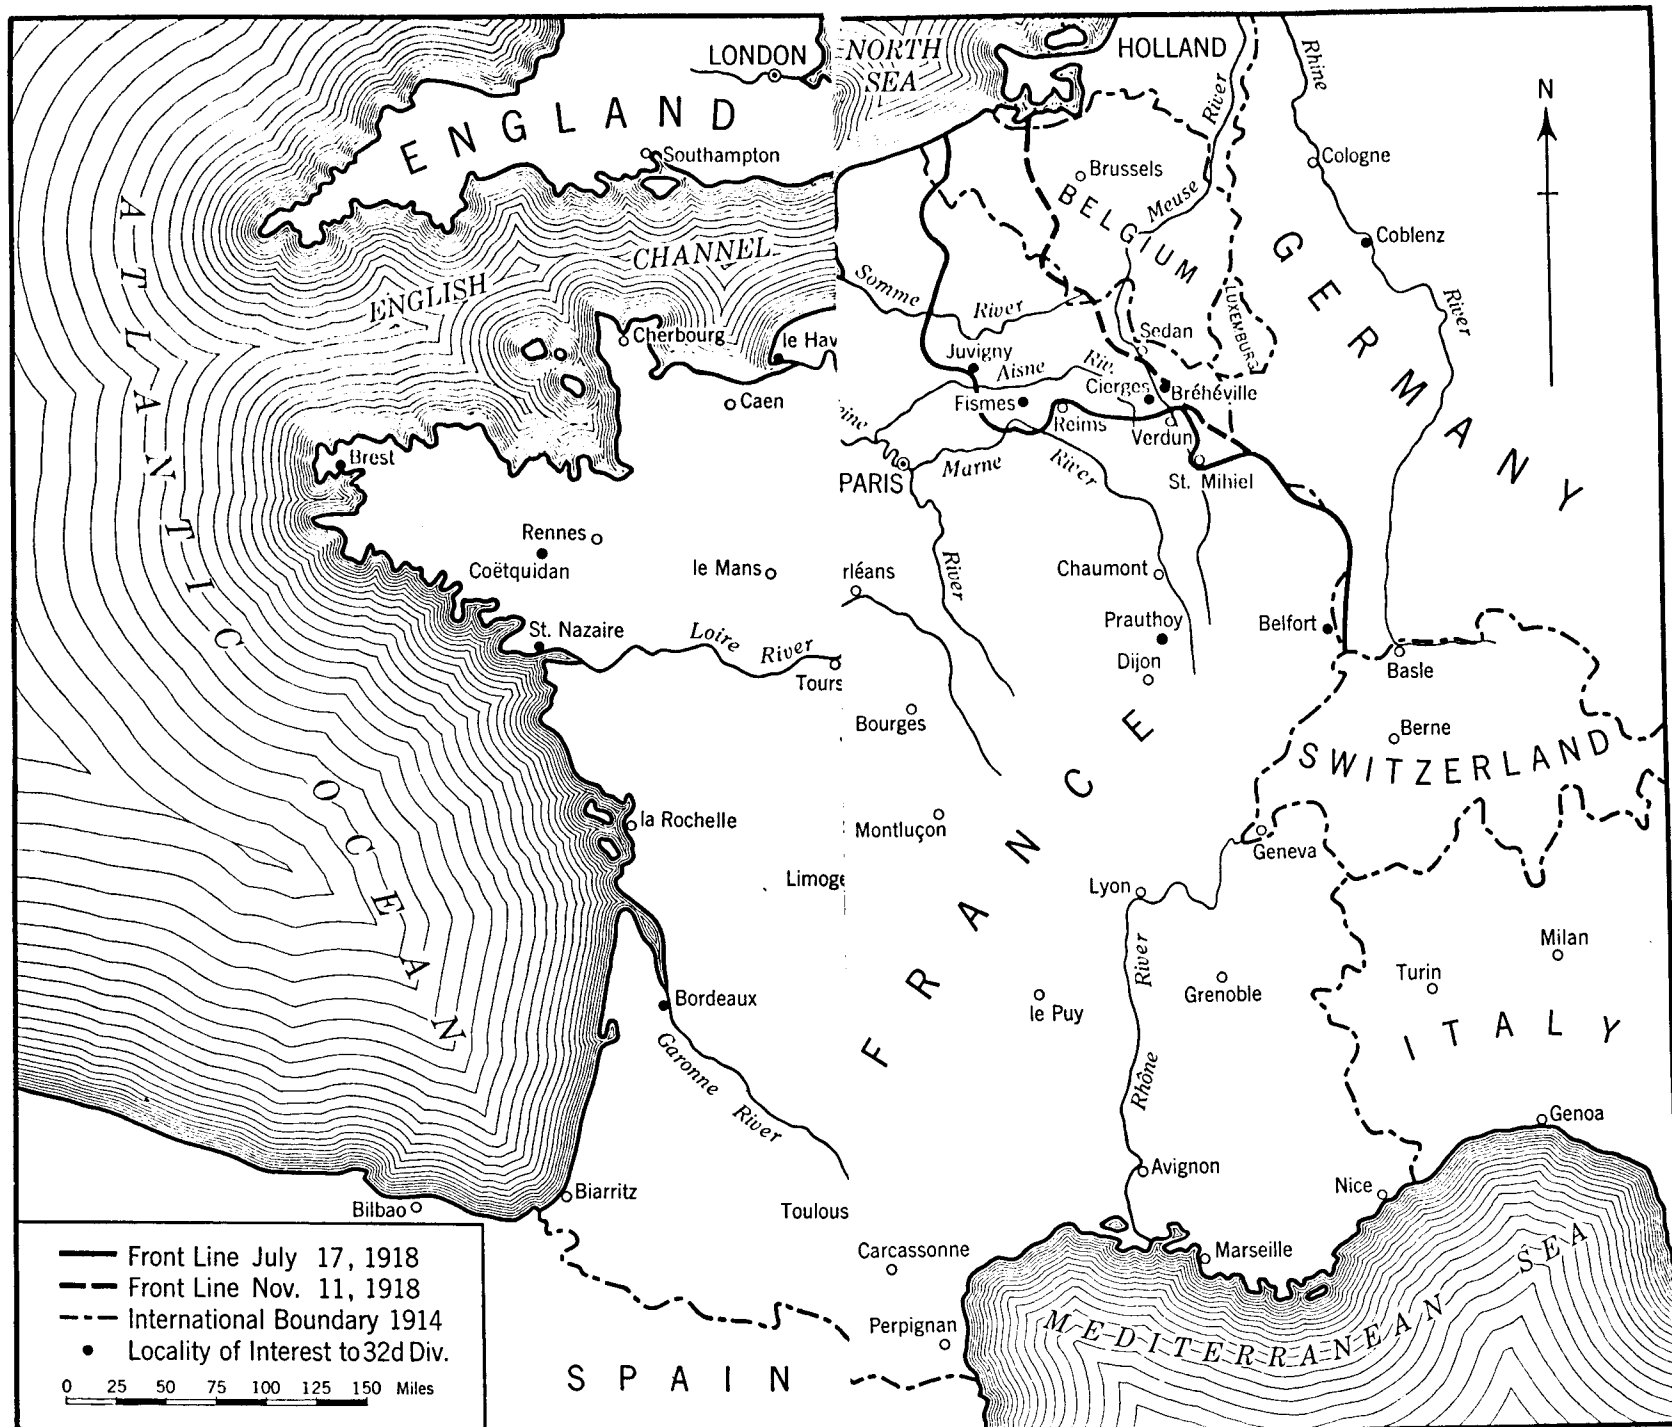 LONDON
NORTH
SEA
HOLLAND
Rhine
N
ENGLAND
River
Southampton
Brussels
Cologne
ATLANTIC OCEAN
BELGIUM
Meuse
Coblenz
ENGLISH CHANNEL
GERMANY
Somme River
LUXEMBURG
River
Cherbourg
le Hav
Sedan
Juvigny
Aisne Riv.
Cierges
Bréhéville
Caen
Fismes
Reims
Verdun
ine
Brest
PARIS
Marne River
St. Mihiel
Rennes
Coëtquidan
le Mans
rléans
River
Chaumont
St. Nazaire
Loire River
Prauthoy
Belfort
Tours
Dijon
Basle
Bourges
Berne
SWITZERLAND
FRANCE
la Rochelle
Montluçon
Geneva
Limoge
Lyon
Milan
River
Turin
Bordeaux
le Puy
Grenoble
ITALY
Garonne River
Rhône
Genoa
Avignon
Biarritz
Nice
Bilbao
Toulous
Carcassonne
Marseille
MEDITERRANEAN SEA
Perpignan
SPAIN
Front Line July 17, 1918
Front Line Nov. 11, 1918
International Boundary 1914
Locality of Interest to 32d Div.
0 25 50 75 100 125 150 Miles